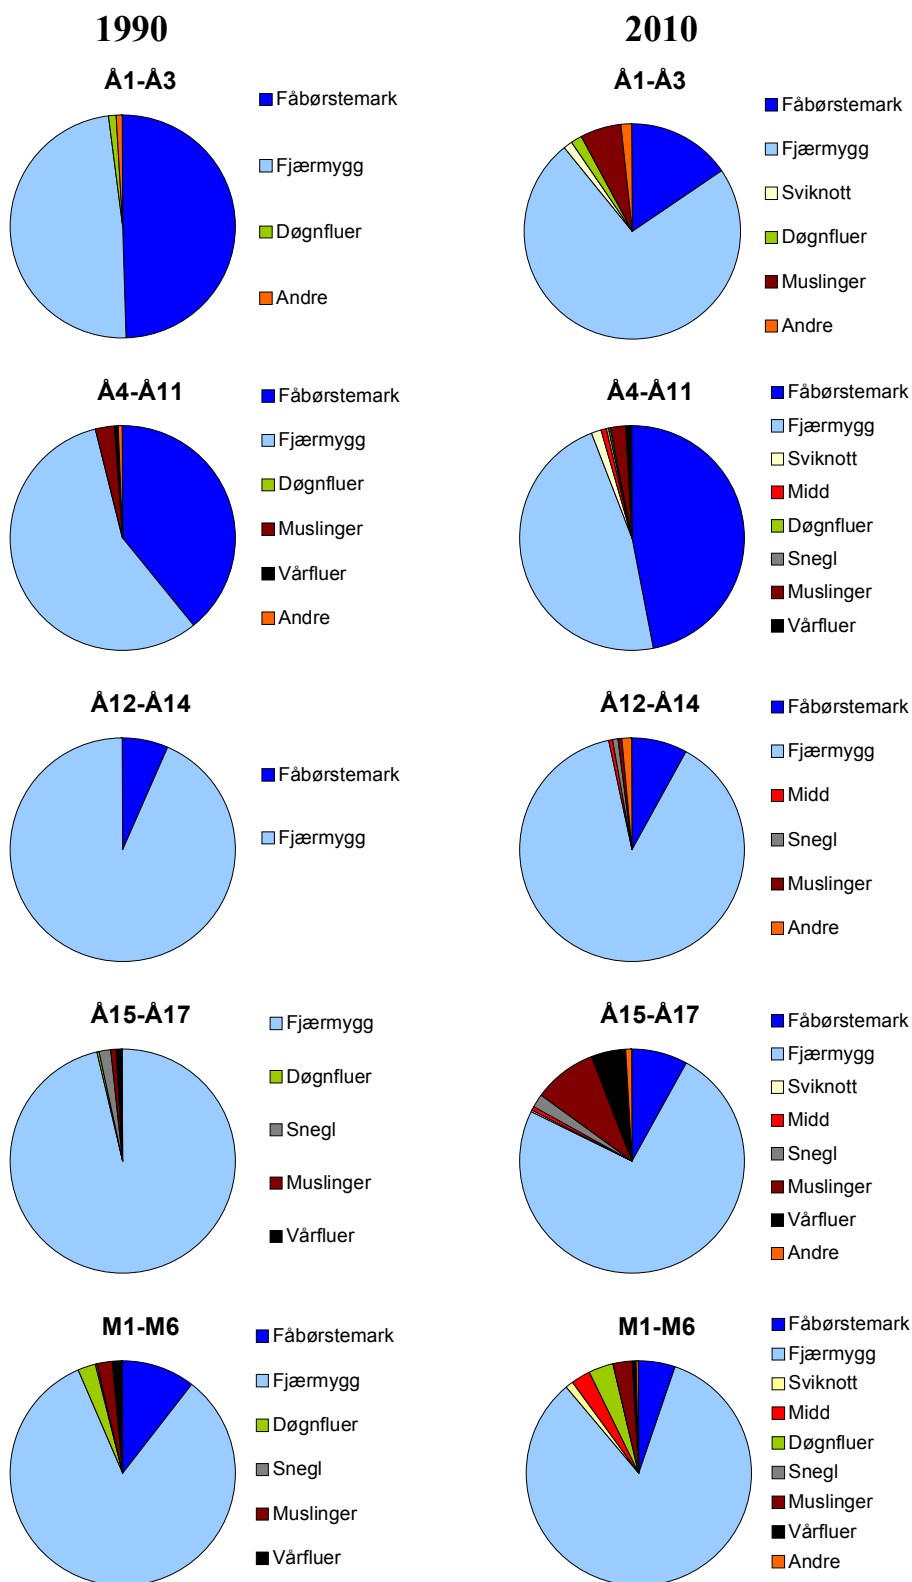 1990
2010
Å1-Å3
Fåbørstemark
Fjærmygg
Døgnfluer
Andre
Å1-Å3
Fåbørstemark
Fjærmygg
Sviknott
Døgnfluer
Muslinger
Andre
Å4-Å11
Fåbørstemark
Fjærmygg
Døgnfluer
Muslinger
Vårfluer
Andre
Å4-Å11
Fåbørstemark
Fjærmygg
Sviknott
Midd
Døgnfluer
Snegl
Muslinger
Vårfluer
Å12-Å14
Fåbørstemark
Fjærmygg
Å12-Å14
Fåbørstemark
Fjærmygg
Midd
Snegl
Muslinger
Andre
Å15-Å17
Fjærmygg
Døgnfluer
Snegl
Muslinger
Vårfluer
Å15-Å17
Fåbørstemark
Fjærmygg
Sviknott
Midd
Snegl
Muslinger
Vårfluer
Andre
M1-M6
Fåbørstemark
Fjærmygg
Døgnfluer
Snegl
Muslinger
Vårfluer
M1-M6
Fåbørstemark
Fjærmygg
Sviknott
Midd
Døgnfluer
Snegl
Muslinger
Vårfluer
Andre